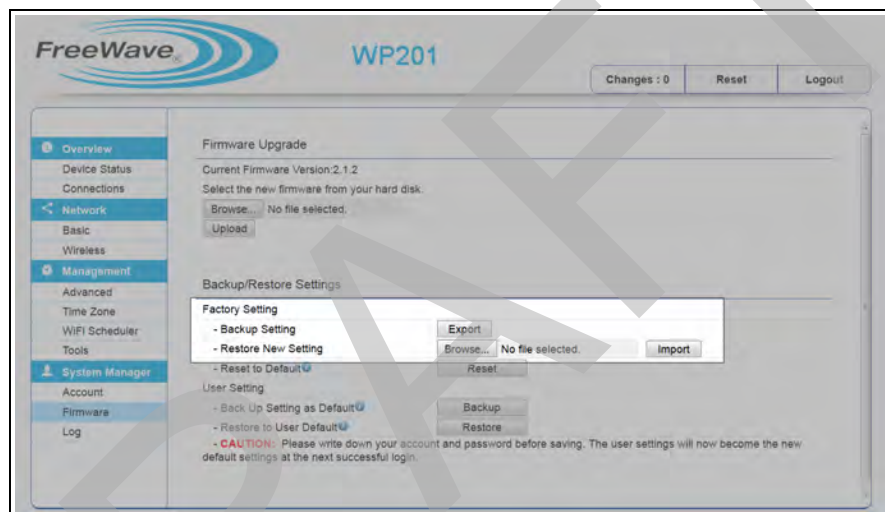 FreeWave®
WP201
Changes : 0 Reset Logout
Overview
Device Status
Connections
Network
Basic
Wireless
Management
Advanced
Time Zone
WiFi Scheduler
Tools
System Manager
Account
Firmware
Log
Firmware Upgrade
Current Firmware Version:2.1.2
Select the new firmware from your hard disk.
Browse... No file selected.
Upload
Backup/Restore Settings
Factory Setting
- Backup Setting Export
- Restore New Setting Browse... No file selected. Import
- Reset to Default Reset
User Setting
- Back Up Setting as Default Backup
- Restore to User Default Restore
- CAUTION: Please write down your account and password before saving. The user settings will now become the new
default settings at the next successful login.
DRAFT